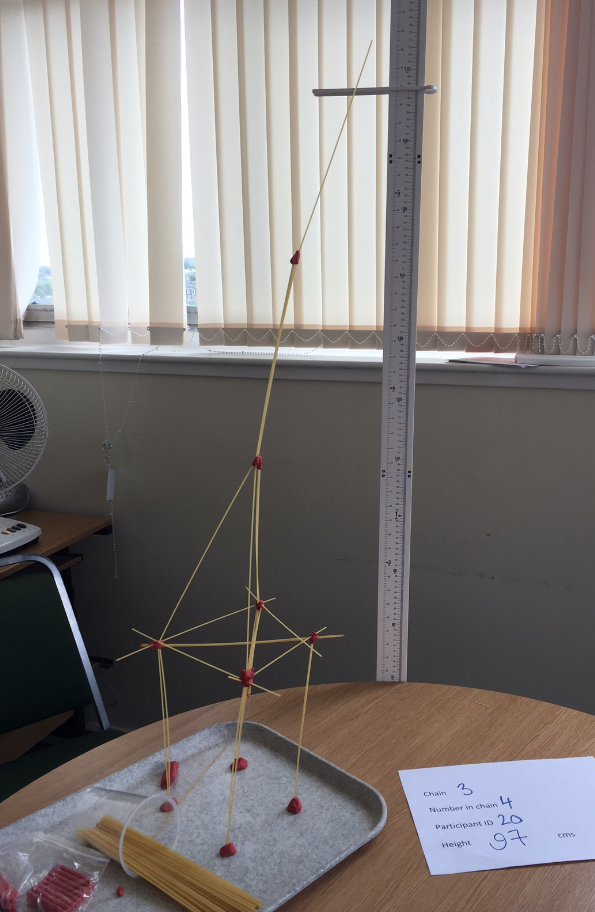 Chain 3
Number in chain 4
Participant ID 20
Height 97 cms